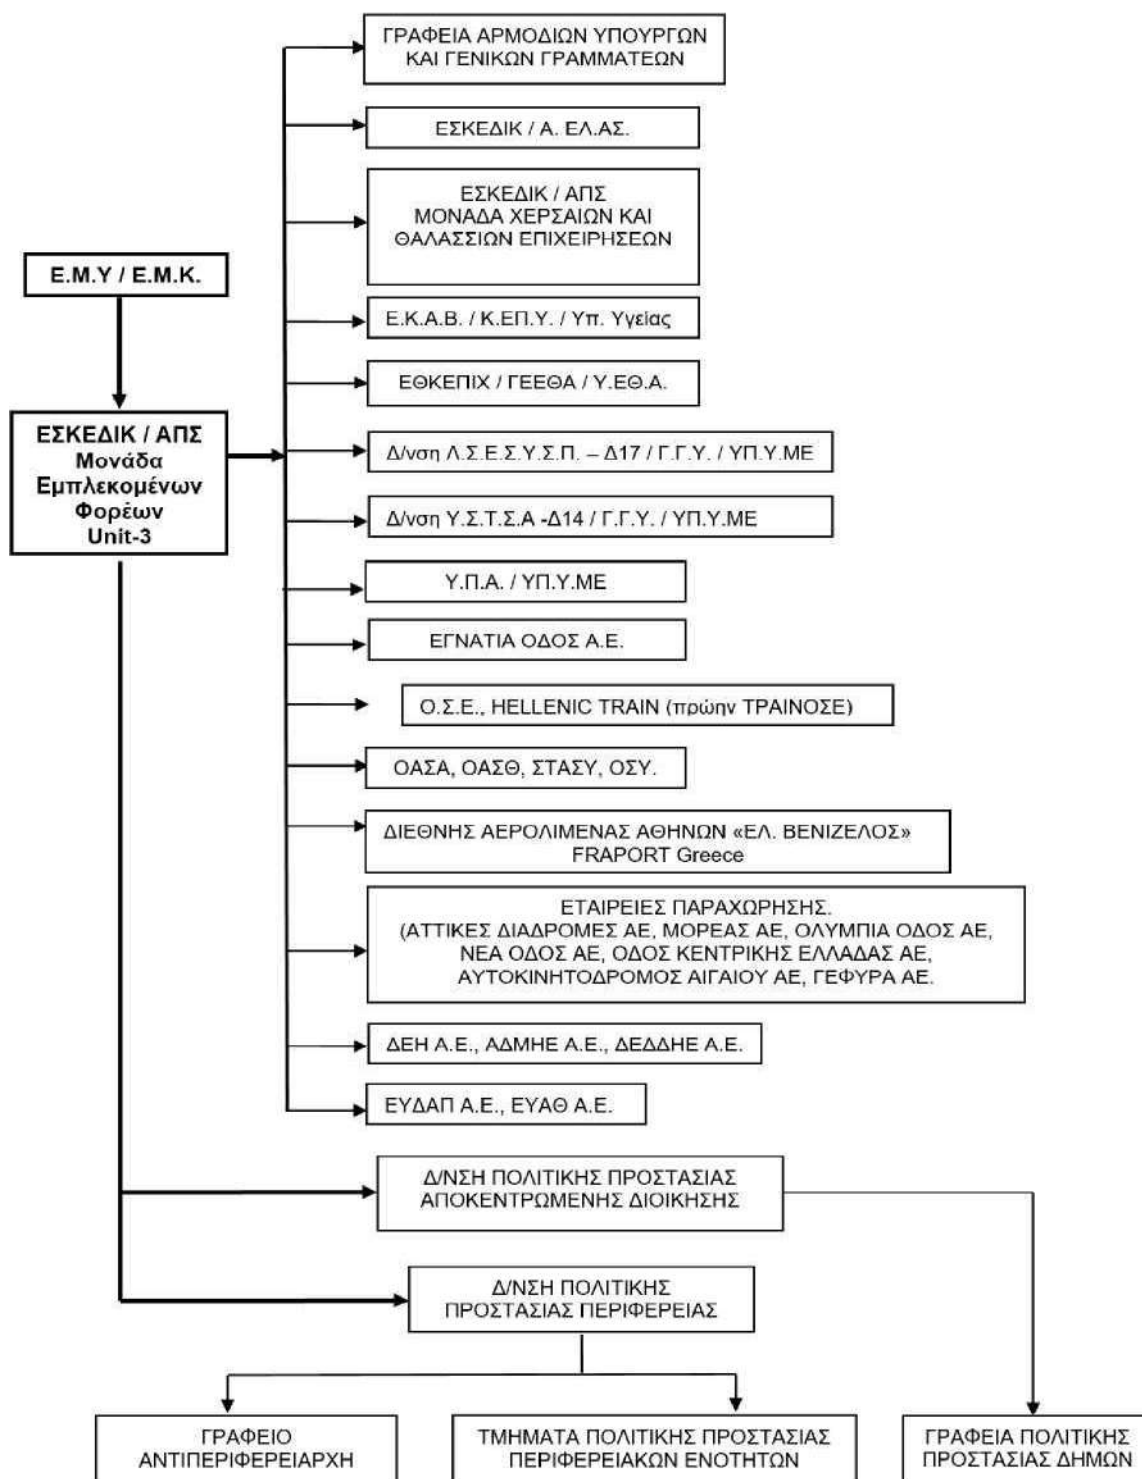 ΓΡΑΦΕΙΑ ΑΡΜΟΔΙΩΝ ΥΠΟΥΡΓΩΝ
ΚΑΙ ΓΕΝΙΚΩΝ ΓΡΑΜΜΑΤΕΩΝ
ΕΣΚΕΔΙΚ / Α. ΕΛ.ΑΣ.
ΕΣΚΕΔΙΚ / ΑΠΣ
ΜΟΝΑΔΑ ΧΕΡΣΑΙΩΝ ΚΑΙ
ΘΑΛΑΣΣΙΩΝ ΕΠΙΧΕΙΡΗΣΕΩΝ
Ε.Μ.Υ / Ε.Μ.Κ.
Ε.Κ.Α.Β. / Κ.ΕΠ.Υ. / Υπ. Υγείας
ΕΘΚΕΠΙΧ / ΓΕΕΘΑ / Υ.ΕΘ.Α.
ΕΣΚΕΔΙΚ / ΑΠΣ
Μονάδα
Εμπλεκομένων
Φορέων
Unit-3
Δ/νση Λ.Σ.Ε.Σ.Υ.Σ.Π. – Δ17 / Γ.Γ.Υ. / ΥΠ.Υ.ΜΕ
Δ/νση Υ.Σ.Τ.Σ.Α -Δ14 / Γ.Γ.Υ. / ΥΠ.Υ.ΜΕ
Υ.Π.Α. / ΥΠ.Υ.ΜΕ
ΕΓΝΑΤΙΑ ΟΔΟΣ Α.Ε.
Ο.Σ.Ε., HELLENIC TRAIN (πρώην ΤΡΑΙΝΟΣΕ)
ΟΑΣΑ, ΟΑΣΘ, ΣΤΑΣΥ, ΟΣΥ.
ΔΙΕΘΝΗΣ ΑΕΡΟΛΙΜΕΝΑΣ ΑΘΗΝΩΝ «ΕΛ. ΒΕΝΙΖΕΛΟΣ»
FRAPORT Greece
ΕΤΑΙΡΕΙΕΣ ΠΑΡΑΧΩΡΗΣΗΣ.
(ΑΤΤΙΚΕΣ ΔΙΑΔΡΟΜΕΣ ΑΕ, ΜΟΡΕΑΣ ΑΕ, ΟΛΥΜΠΙΑ ΟΔΟΣ ΑΕ,
ΝΕΑ ΟΔΟΣ ΑΕ, ΟΔΟΣ ΚΕΝΤΡΙΚΗΣ ΕΛΛΑΔΑΣ ΑΕ,
ΑΥΤΟΚΙΝΗΤΟΔΡΟΜΟΣ ΑΙΓΑΙΟΥ ΑΕ, ΓΕΦΥΡΑ ΑΕ.
ΔΕΗ Α.Ε., ΑΔΜΗΕ Α.Ε., ΔΕΔΔΗΕ Α.Ε.
ΕΥΔΑΠ Α.Ε., ΕΥΑΘ Α.Ε.
Δ/ΝΣΗ ΠΟΛΙΤΙΚΗΣ ΠΡΟΣΤΑΣΙΑΣ
ΑΠΟΚΕΝΤΡΩΜΕΝΗΣ ΔΙΟΙΚΗΣΗΣ
Δ/ΝΣΗ ΠΟΛΙΤΙΚΗΣ
ΠΡΟΣΤΑΣΙΑΣ ΠΕΡΙΦΕΡΕΙΑΣ
ΓΡΑΦΕΙΟ
ΑΝΤΙΠΕΡΙΦΕΡΕΙΑΡΧΗ
ΤΜΗΜΑΤΑ ΠΟΛΙΤΙΚΗΣ ΠΡΟΣΤΑΣΙΑΣ
ΠΕΡΙΦΕΡΕΙΑΚΩΝ ΕΝΟΤΗΤΩΝ
ΓΡΑΦΕΙΑ ΠΟΛΙΤΙΚΗΣ
ΠΡΟΣΤΑΣΙΑΣ ΔΗΜΩΝ